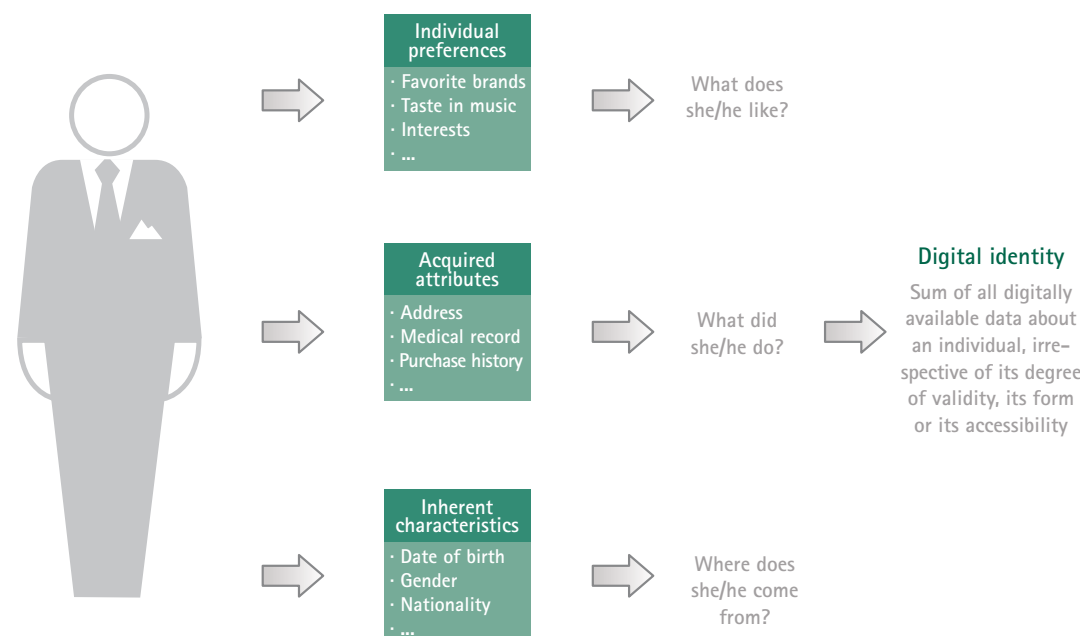 Individual
preferences
· Favorite brands
· Taste in music
· Interests
· ...
What does
she/he like?
Acquired
attributes
· Address
· Medical record
· Purchase history
· ...
What did
she/he do?
Digital identity
Sum of all digitally
available data about
an individual, irre-
spective of its degree
of validity, its form
or its accessibility
Inherent
characteristics
· Date of birth
· Gender
· Nationality
· ...
Where does
she/he come
from?